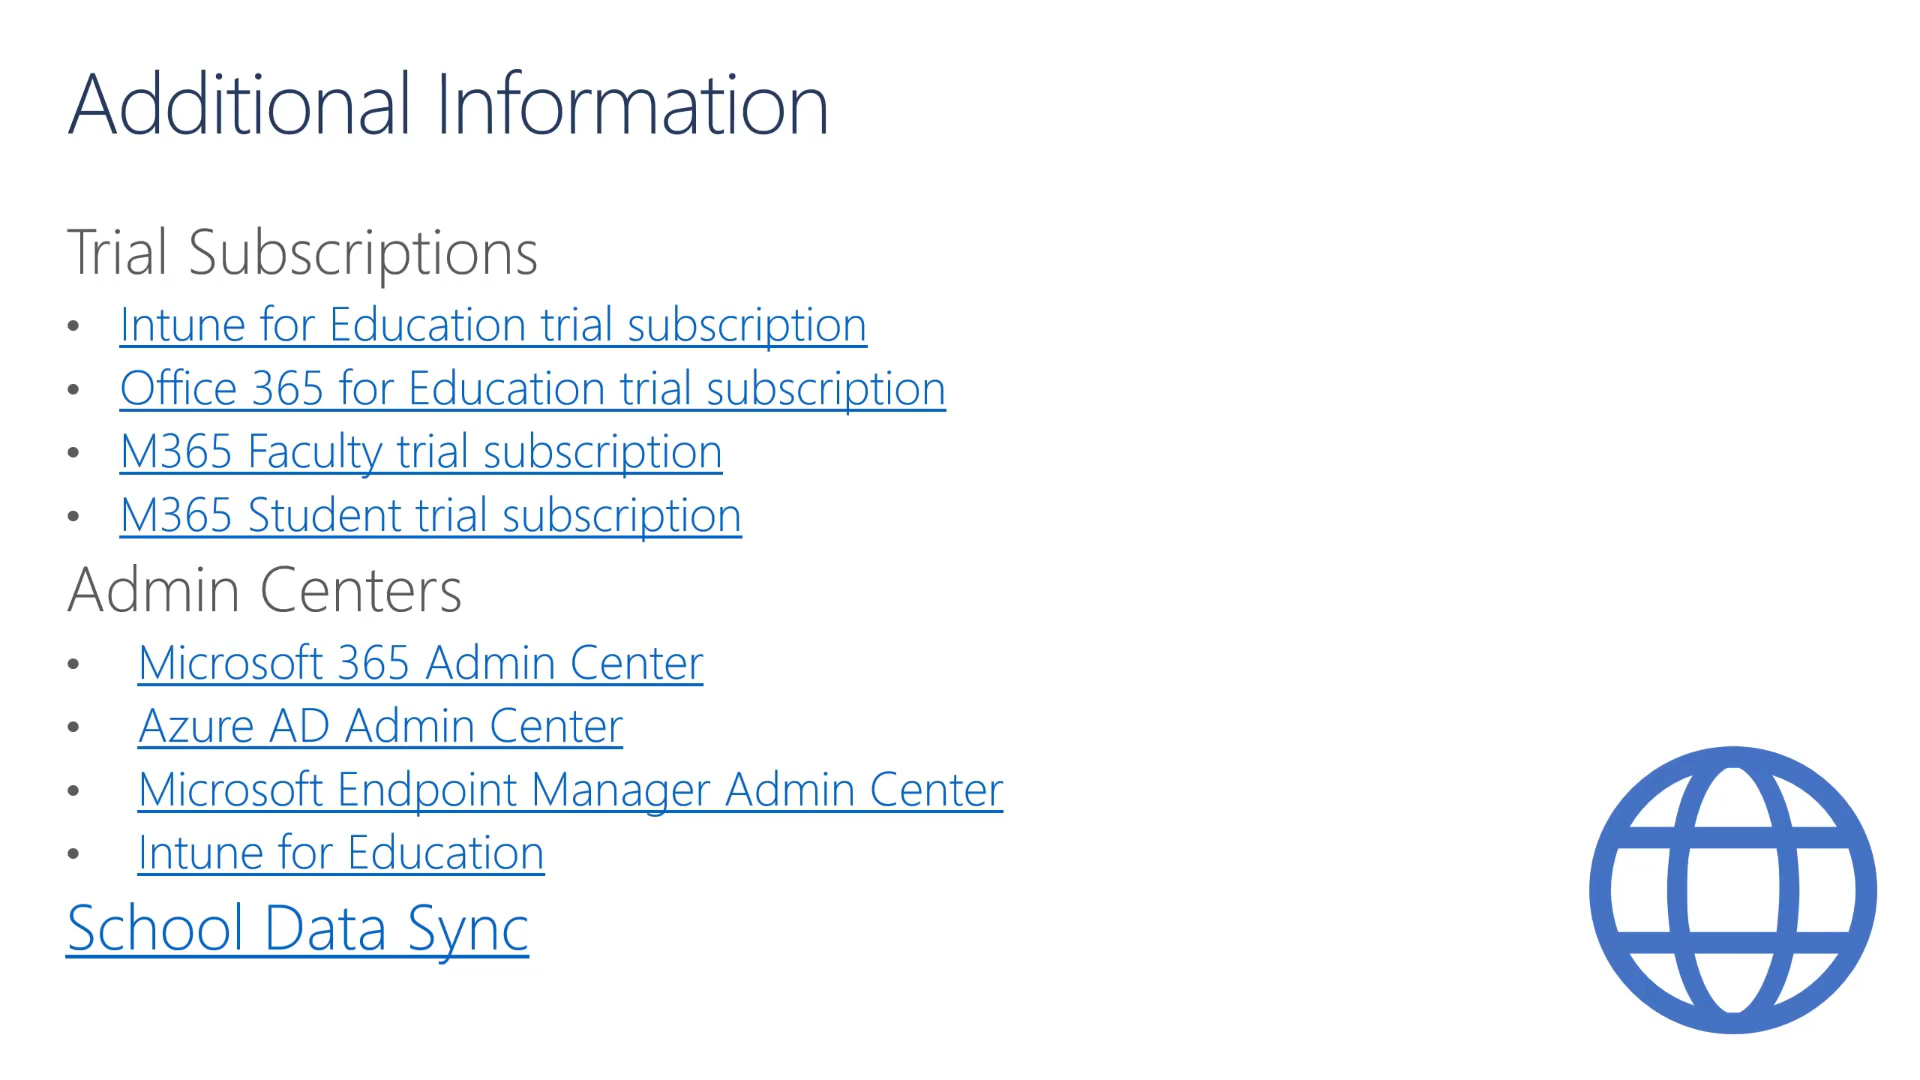 Additional Information
Trial Subscriptions
• Intune for Education trial subscription
• Office 365 for Education trial subscription
• M365 Faculty trial subscription
• M365 Student trial subscription
Admin Centers
• Microsoft 365 Admin Center
• Azure AD Admin Center
• Microsoft Endpoint Manager Admin Center
• Intune for Education
School Data Sync